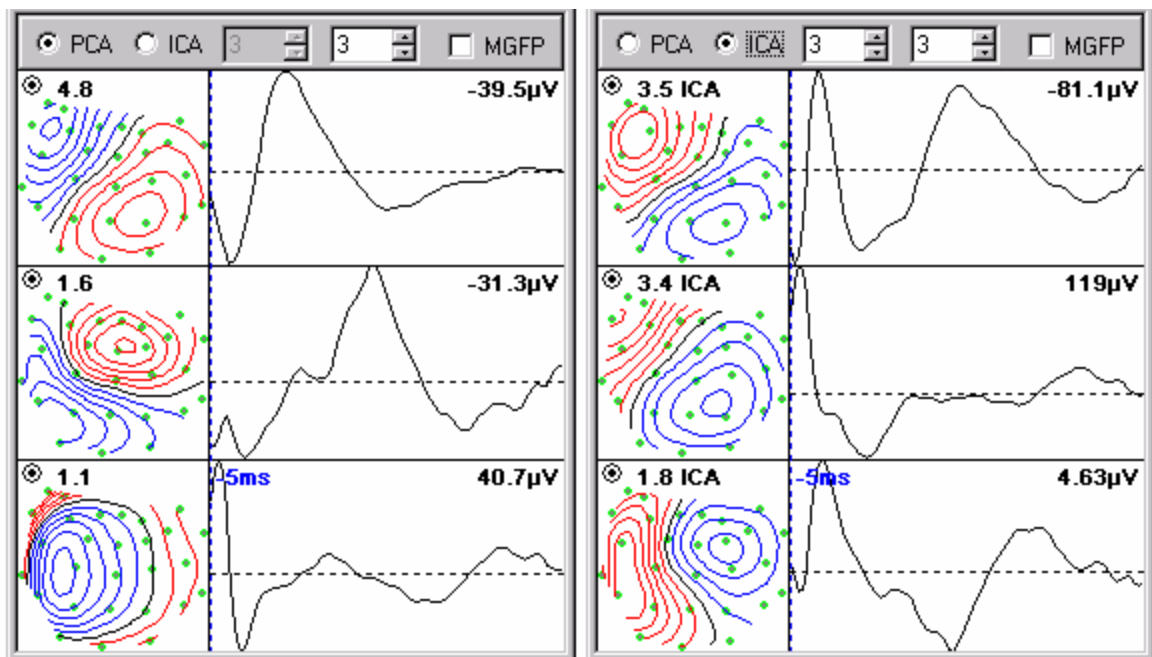 PCA ICA 3 3 MGFP
4.8 -39.5µV
1.6 -31.3µV
1.1 -5ms 40.7µV
PCA ICA 3 3 MGFP
3.5 ICA -81.1µV
3.4 ICA 119µV
1.8 ICA -5ms 4.63µV